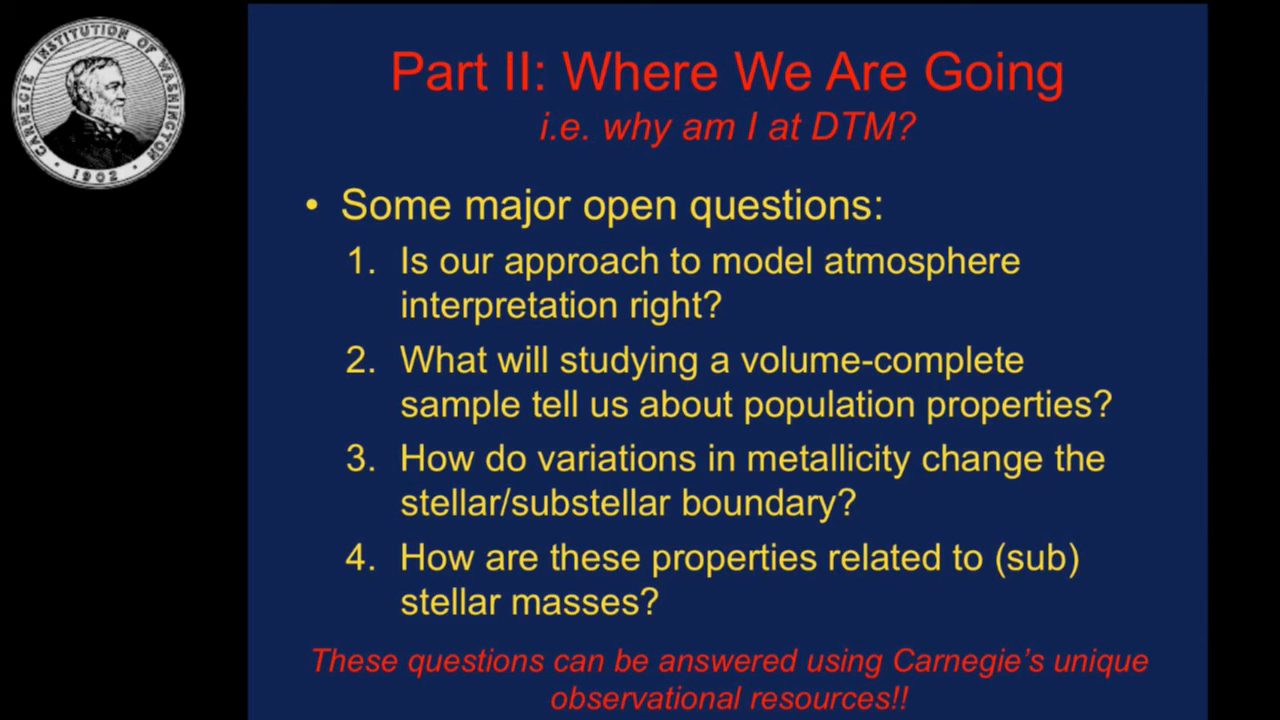 CARNEGIE INSTITUTION OF WASHINGTON
1902
Part II: Where We Are Going
i.e. why am I at DTM?
• Some major open questions:
1. Is our approach to model atmosphere
interpretation right?
2. What will studying a volume-complete
sample tell us about population properties?
3. How do variations in metallicity change the
stellar/substellar boundary?
4. How are these properties related to (sub)
stellar masses?
These questions can be answered using Carnegie's unique
observational resources!!